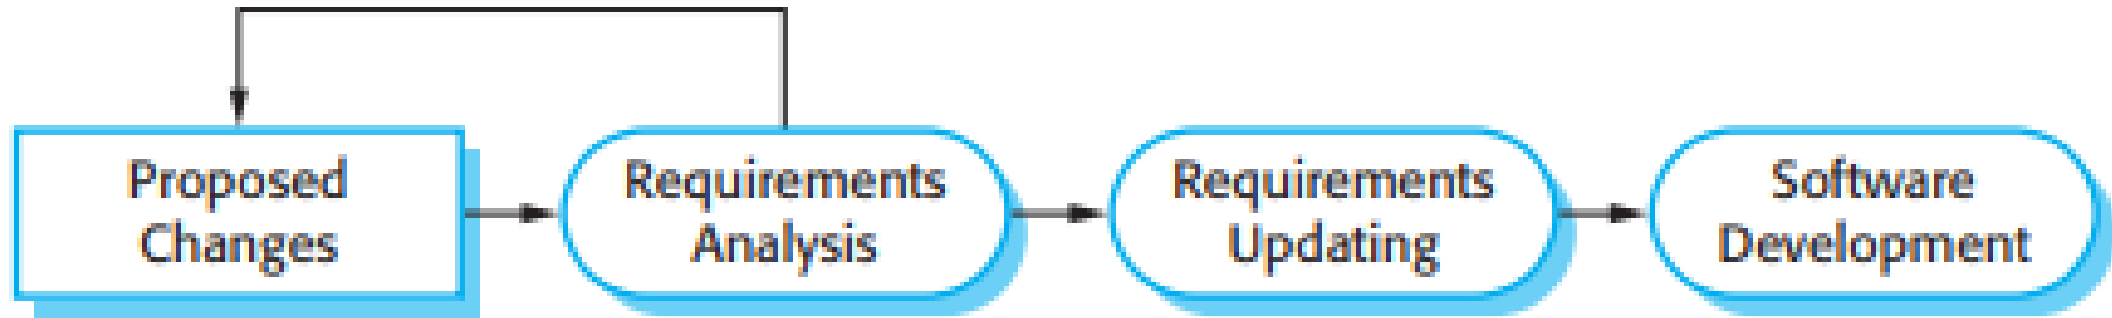 Proposed
Changes
Requirements
Analysis
Requirements
Updating
Software
Development